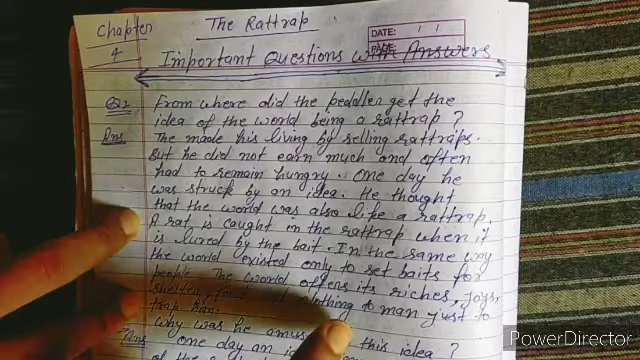 Chapter
4
The Rattrap
DATE:
PAGE:
Important Questions with Answers
Q1. From where did the peddler get the
idea of the world being a rattrap?
Ans The made his living by selling rattraps.
But he did not earn much and often
had to remain hungry. One day he
was struck by an idea. He thought
that the world was also like a rattrap.
A rat is caught in the rattrap when it
is lured by the bait. In the same way
the world existed only to set baits for
people. The world offers its riches, joys,
shelter, food clothing to man just to
trap him.
Why was he amus this idea?
Ans One day an
of the
PowerDirector